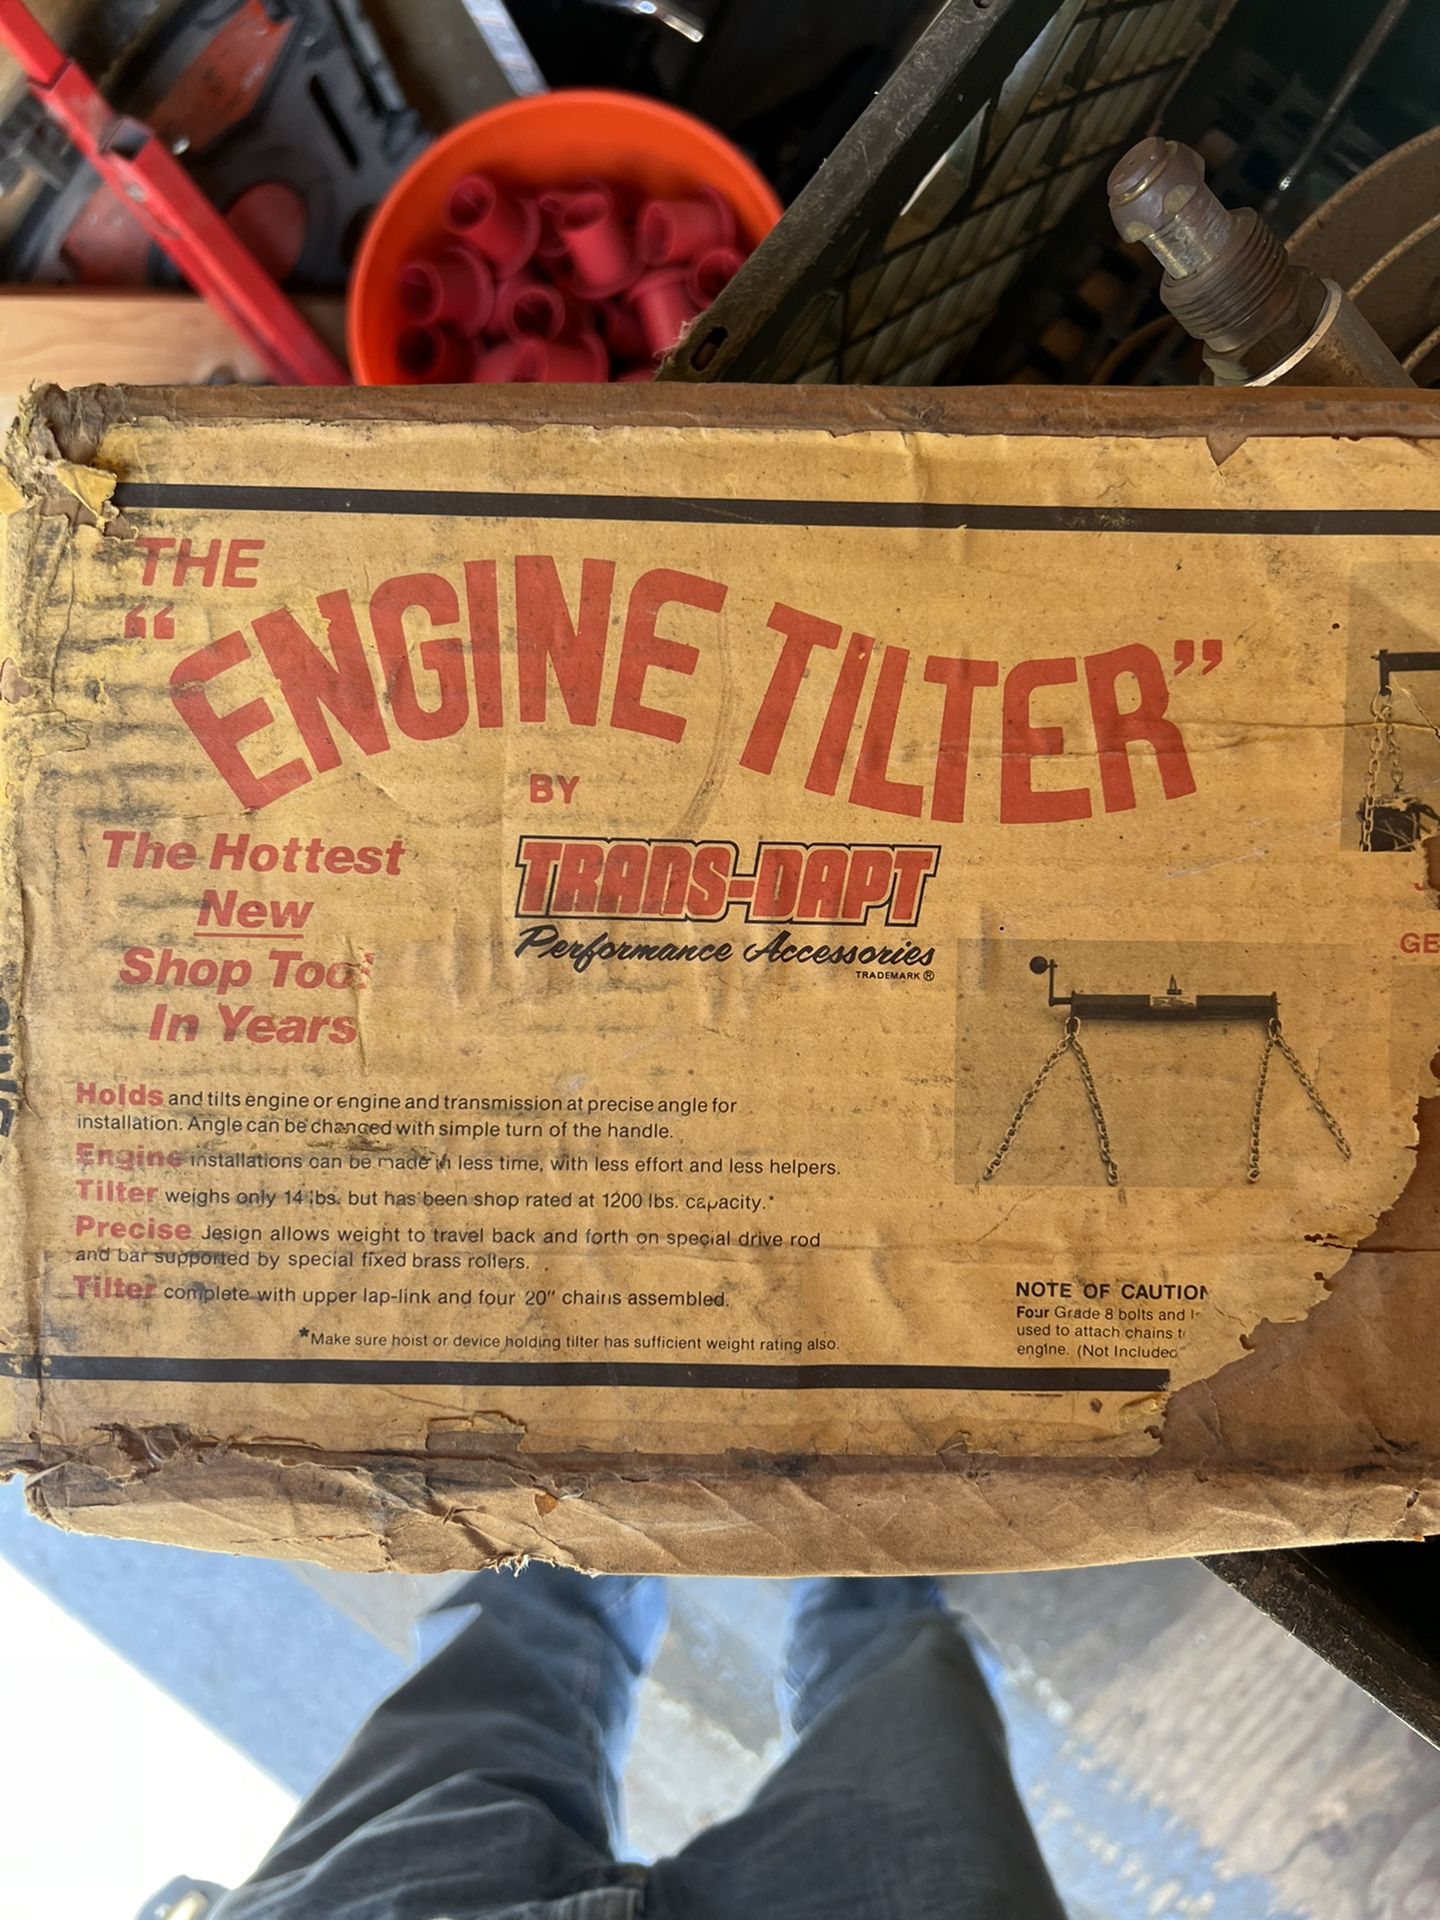 THE
"ENGINE TILTER"
BY
TRANS-DAPT
Performance Accessories
TRADEMARK ®
The Hottest
New
Shop Tool
In Years
GE
Holds and tilts engine or engine and transmission at precise angle for
installation. Angle can be changed with simple turn of the handle.
Engine installations can be made in less time, with less effort and less helpers.
Tilter weighs only 14 lbs. but has been shop rated at 1200 lbs. capacity.*
Precise design allows weight to travel back and forth on special drive rod
and bar supported by special fixed brass rollers.
Tilter complete with upper lap-link and four 20" chains assembled.
*Make sure hoist or device holding tilter has sufficient weight rating also.
NOTE OF CAUTION
Four Grade 8 bolts and
used to attach chains
engine. (Not Included